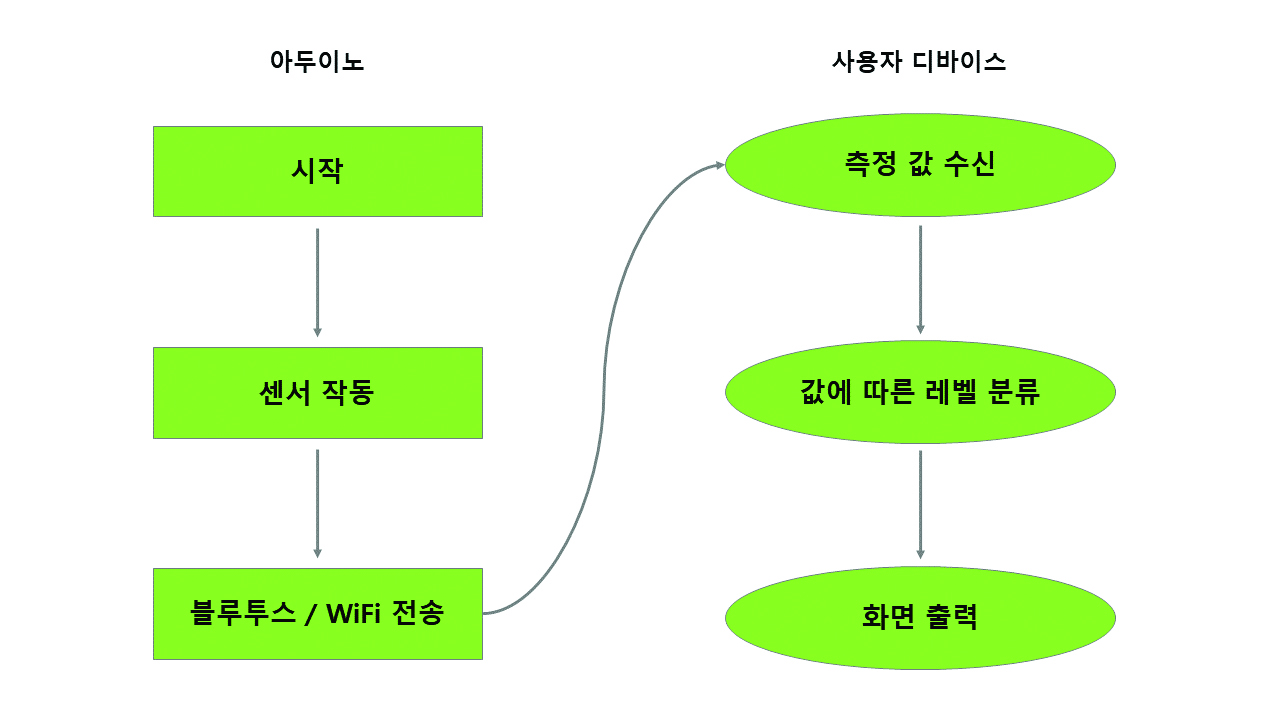 아두이노
시작
센서 작동
블루투스 / WiFi 전송
사용자 디바이스
측정 값 수신
값에 따른 레벨 분류
화면 출력